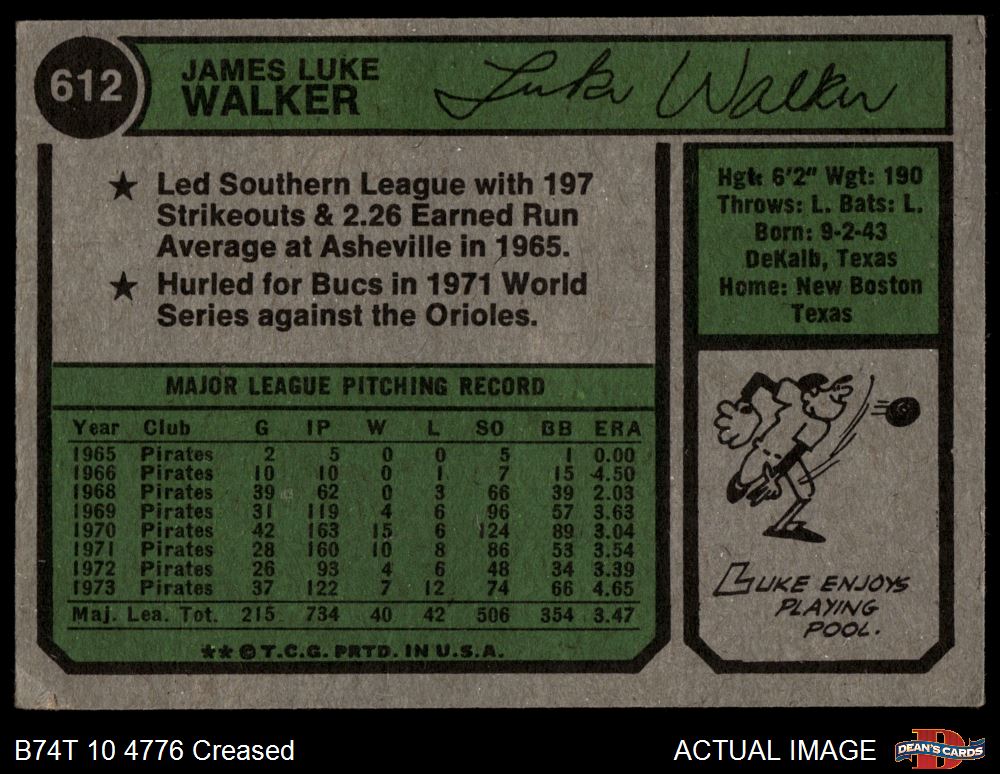 612
JAMES LUKE
WALKER
Luke Walker
★ Led Southern League with 197
Strikeouts & 2.26 Earned Run
Average at Asheville in 1965.
★ Hurled for Bucs in 1971 World
Series against the Orioles.
Hgt: 6'2" Wgt: 190
Throws: L. Bats: L.
Born: 9-2-43
DeKalb, Texas
Home: New Boston
Texas
MAJOR LEAGUE PITCHING RECORD
Year Club G IP W L SO BB ERA
1965 Pirates 2 5 0 0 5 1 0.00
1966 Pirates 10 10 0 1 7 15 4.50
1968 Pirates 39 62 0 3 66 39 2.03
1969 Pirates 31 119 4 6 96 57 3.63
1970 Pirates 42 163 15 6 124 89 3.04
1971 Pirates 28 160 10 8 86 53 3.54
1972 Pirates 26 93 4 6 48 34 3.39
1973 Pirates 37 122 7 12 74 66 4.65
Maj. Lea. Tot. 215 734 40 42 506 354 3.47
★★ © T.C.G. PRTD. IN U.S.A.
LUKE ENJOYS
PLAYING
POOL.
B74T 10 4776 Creased
ACTUAL IMAGE
DEAN'S CARDS